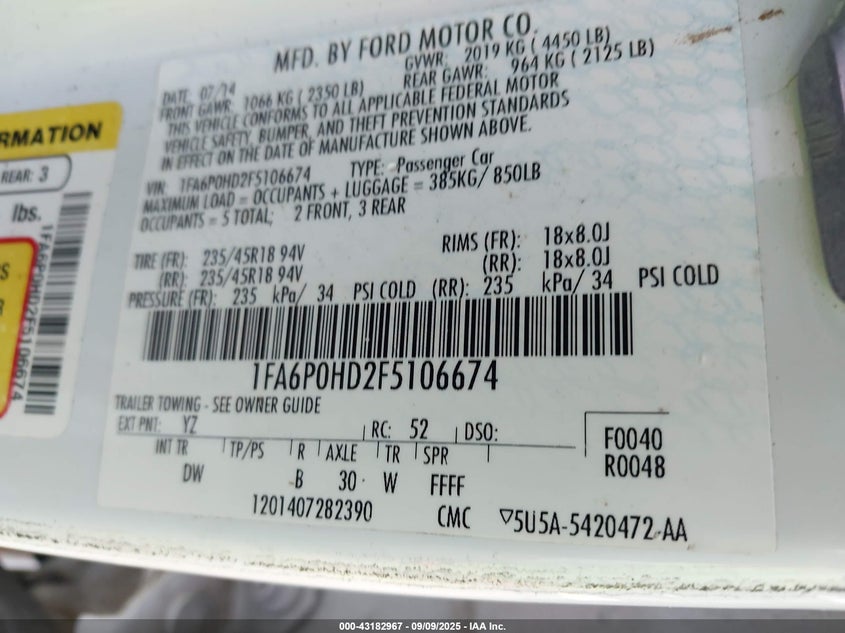 MFD. BY FORD MOTOR CO.
DATE: 07/14 GVWR: 2019 KG ( 4450 LB)
FRONT GAWR: 1066 KG ( 2350 LB) REAR GAWR: 964 KG ( 2125 LB)
THIS VEHICLE CONFORMS TO ALL APPLICABLE FEDERAL MOTOR
VEHICLE SAFETY, BUMPER, AND THEFT PREVENTION STANDARDS
IN EFFECT ON THE DATE OF MANUFACTURE SHOWN ABOVE.
VIN: 1FA6P0HD2F5106674 TYPE: Passenger Car
MAXIMUM LOAD = OCCUPANTS + LUGGAGE = 385KG/ 850LB
OCCUPANTS = 5 TOTAL; 2 FRONT, 3 REAR
TIRE (FR): 235/45R18 94V RIMS (FR): 18x8.0J
(RR): 235/45R18 94V (RR): 18x8.0J
PRESSURE (FR): 235 kPa/ 34 PSI COLD (RR): 235 kPa/ 34 PSI COLD
1FA6P0HD2F5106674
TRAILER TOWING - SEE OWNER GUIDE
EXT PNT: YZ RC: 52 DSO:
INT TR TP/PS R AXLE TR SPR
DW B 30 W FFFF
F0040
R0048
1201407282390 CMC ▽5U5A-5420472-AA
RMATION
REAR: 3
lbs.
S
R
1FA6P0HD2F5106674
000-43182967 - 09/09/2025 - IAA Inc.